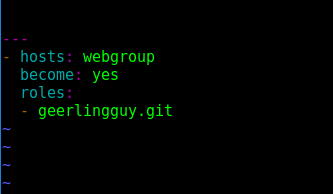 ---
- hosts: webgroup
  become: yes
  roles:
  - geerlingguy.git
~
~
~
~